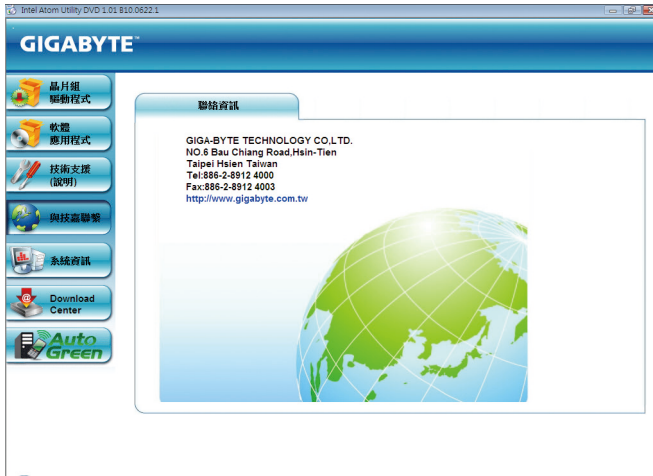 Intel Atom Utility DVD 1.01 B10.0622.1
GIGABYTE™
晶片組
驅動程式
軟體
應用程式
技術支援
(說明)
與技嘉聯繫
系統資訊
Download
Center
Auto
Green
聯絡資訊
GIGA-BYTE TECHNOLOGY CO,LTD.
NO.6 Bau Chiang Road,Hsin-Tien
Taipei Hsien Taiwan
Tel:886-2-8912 4000
Fax:886-2-8912 4003
http://www.gigabyte.com.tw